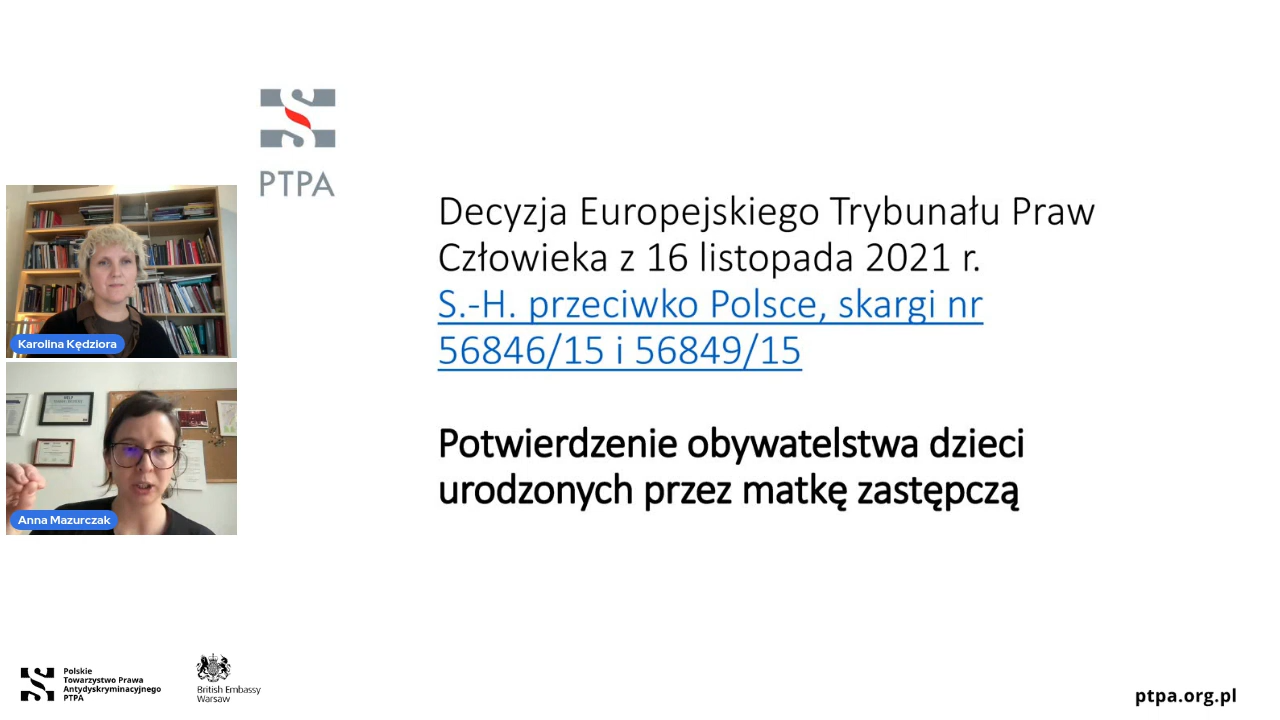 PTPA
Decyzja Europejskiego Trybunału Praw
Człowieka z 16 listopada 2021 r.
S.-H. przeciwko Polsce, skargi nr
56846/15 i 56849/15
Potwierdzenie obywatelstwa dzieci
urodzonych przez matkę zastępczą
Karolina Kędziora
Anna Mazurczak
Polskie
Towarzystwo Prawa
Antydyskryminacyjnego
PTPA
British Embassy
Warsaw
ptpa.org.pl